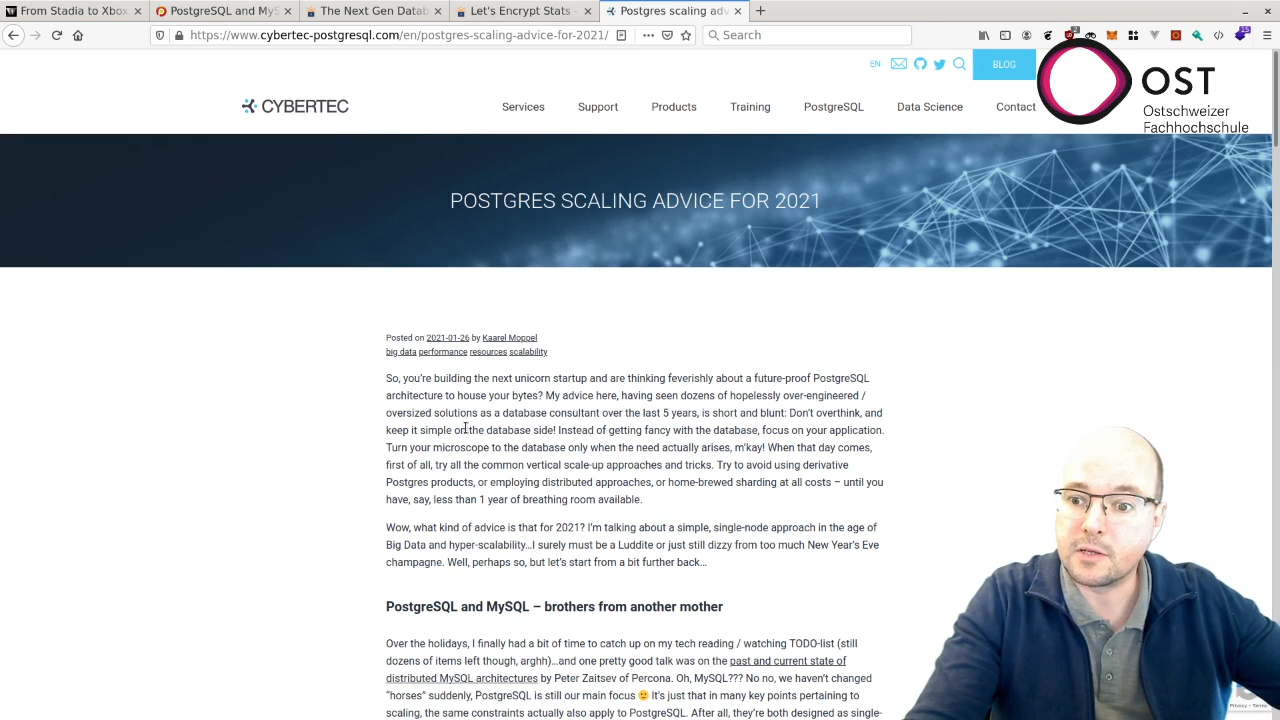 From Stadia to Xbox
PostgreSQL and MyS
The Next Gen Datab
Let's Encrypt Stats -
Postgres scaling adv
https://www.cybertec-postgresql.com/en/postgres-scaling-advice-for-2021/
Search
EN
BLOG
CYBERTEC
Services
Support
Products
Training
PostgreSQL
Data Science
Contact
OST
Ostschweizer
Fachhochschule
POSTGRES SCALING ADVICE FOR 2021
Posted on 2021-01-26 by Kaarel Moppel
big data performance resources scalability
So, you're building the next unicorn startup and are thinking feverishly about a future-proof PostgreSQL
architecture to house your bytes? My advice here, having seen dozens of hopelessly over-engineered /
oversized solutions as a database consultant over the last 5 years, is short and blunt: Don't overthink, and
keep it simple on the database side! Instead of getting fancy with the database, focus on your application.
Turn your microscope to the database only when the need actually arises, m'kay! When that day comes,
first of all, try all the common vertical scale-up approaches and tricks. Try to avoid using derivative
Postgres products, or employing distributed approaches, or home-brewed sharding at all costs – until you
have, say, less than 1 year of breathing room available.
Wow, what kind of advice is that for 2021? I'm talking about a simple, single-node approach in the age of
Big Data and hyper-scalability…I surely must be a Luddite or just still dizzy from too much New Year's Eve
champagne. Well, perhaps so, but let's start from a bit further back…
PostgreSQL and MySQL – brothers from another mother
Over the holidays, I finally had a bit of time to catch up on my tech reading / watching TODO-list (still
dozens of items left though, arghh)…and one pretty good talk was on the past and current state of
distributed MySQL architectures by Peter Zaitsev of Percona. Oh, MySQL??? No no, we haven't changed
"horses" suddenly, PostgreSQL is still our main focus 🙂 It's just that in many key points pertaining to
scaling, the same constraints actually also apply to PostgreSQL. After all, they're both designed as single-
Privacy - Terms